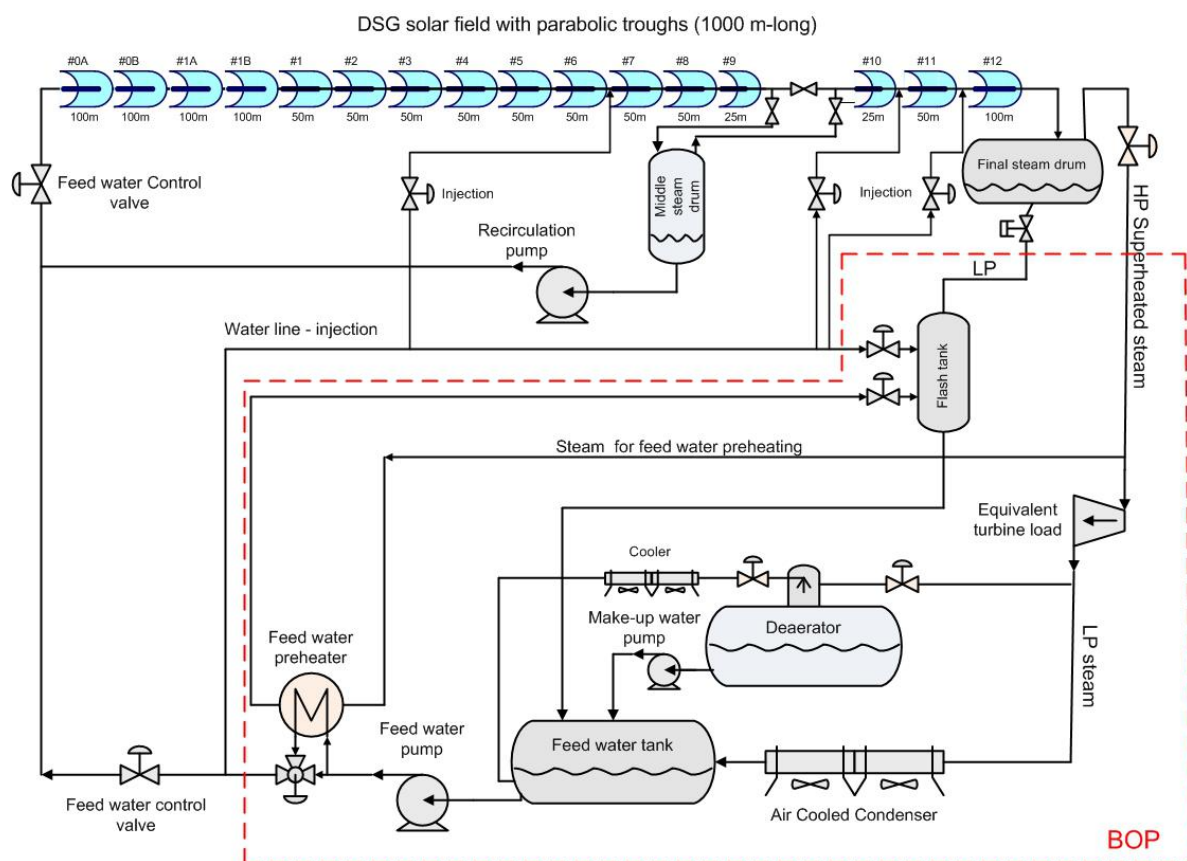 DSG solar field with parabolic troughs (1000 m-long)
#0A #0B #1A #1B #1 #2 #3 #4 #5 #6 #7 #8 #9 #10 #11 #12
100m 100m 100m 100m 50m 50m 50m 50m 50m 50m 50m 50m 25m 25m 50m 100m
Feed water Control
valve
Injection
Middle
steam
drum
Injection
Final steam drum
HP Superheated steam
Recirculation
pump
LP
Water line - injection
Flash tank
Steam for feed water preheating
Equivalent
turbine load
Cooler
Make-up water
pump
Deaerator
LP steam
Feed water
preheater
Feed water
pump
Feed water tank
Feed water control
valve
Air Cooled Condenser
BOP